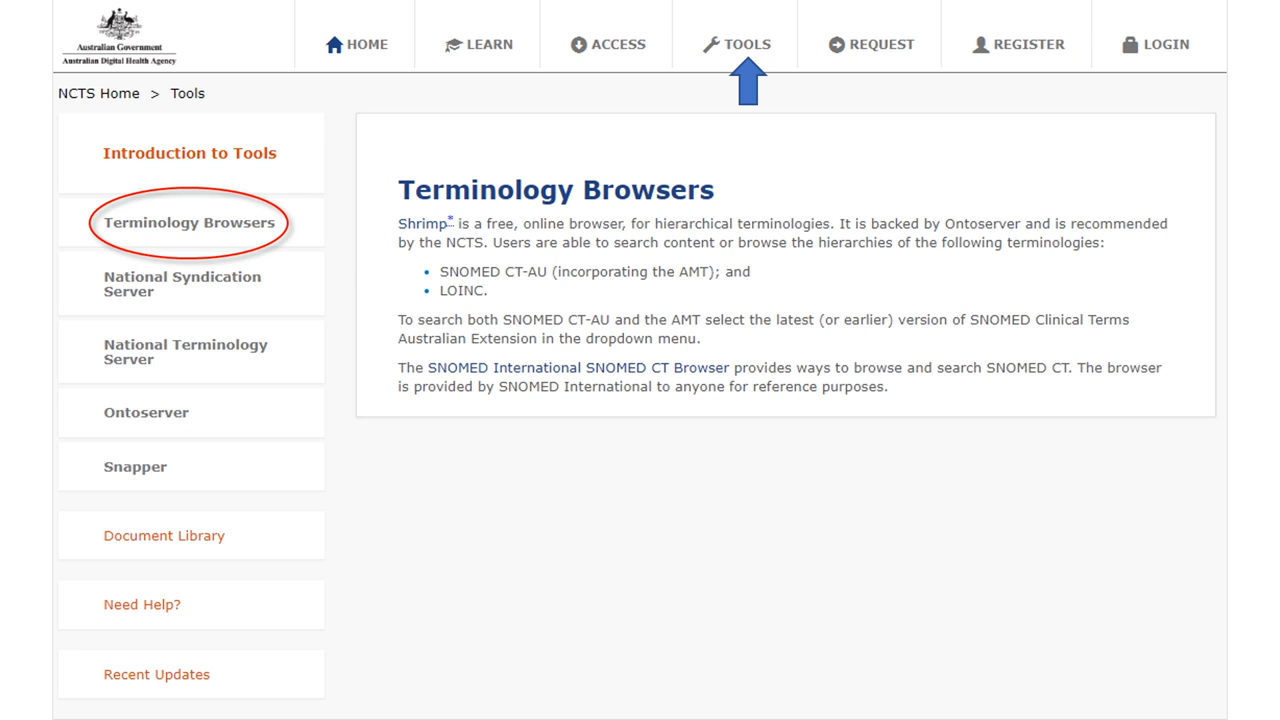 Australian Government
Australian Digital Health Agency
HOME
LEARN
ACCESS
TOOLS
REQUEST
REGISTER
LOGIN
NCTS Home > Tools
Introduction to Tools
Terminology Browsers
National Syndication
Server
National Terminology
Server
Ontoserver
Snapper
Document Library
Need Help?
Recent Updates
Terminology Browsers
Shrimp* is a free, online browser, for hierarchical terminologies. It is backed by Ontoserver and is recommended
by the NCTS. Users are able to search content or browse the hierarchies of the following terminologies:
• SNOMED CT-AU (incorporating the AMT); and
• LOINC.
To search both SNOMED CT-AU and the AMT select the latest (or earlier) version of SNOMED Clinical Terms
Australian Extension in the dropdown menu.
The SNOMED International SNOMED CT Browser provides ways to browse and search SNOMED CT. The browser
is provided by SNOMED International to anyone for reference purposes.